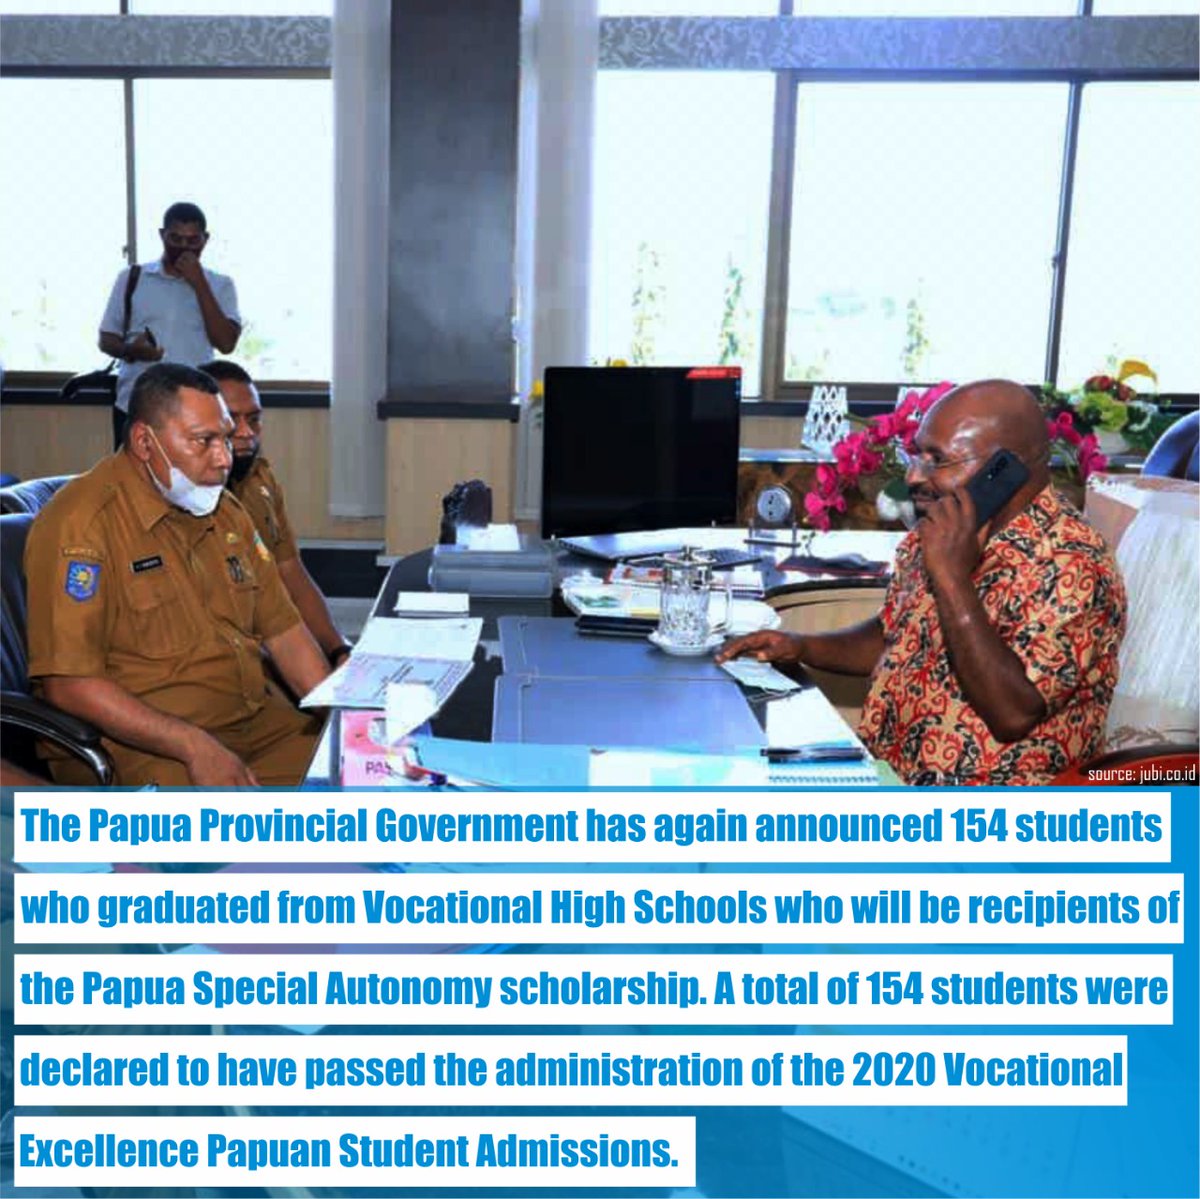 PAS
source: jubi.co.id
The Papua Provincial Government has again announced 154 students
who graduated from Vocational High Schools who will be recipients of
the Papua Special Autonomy scholarship. A total of 154 students were
declared to have passed the administration of the 2020 Vocational
Excellence Papuan Student Admissions.